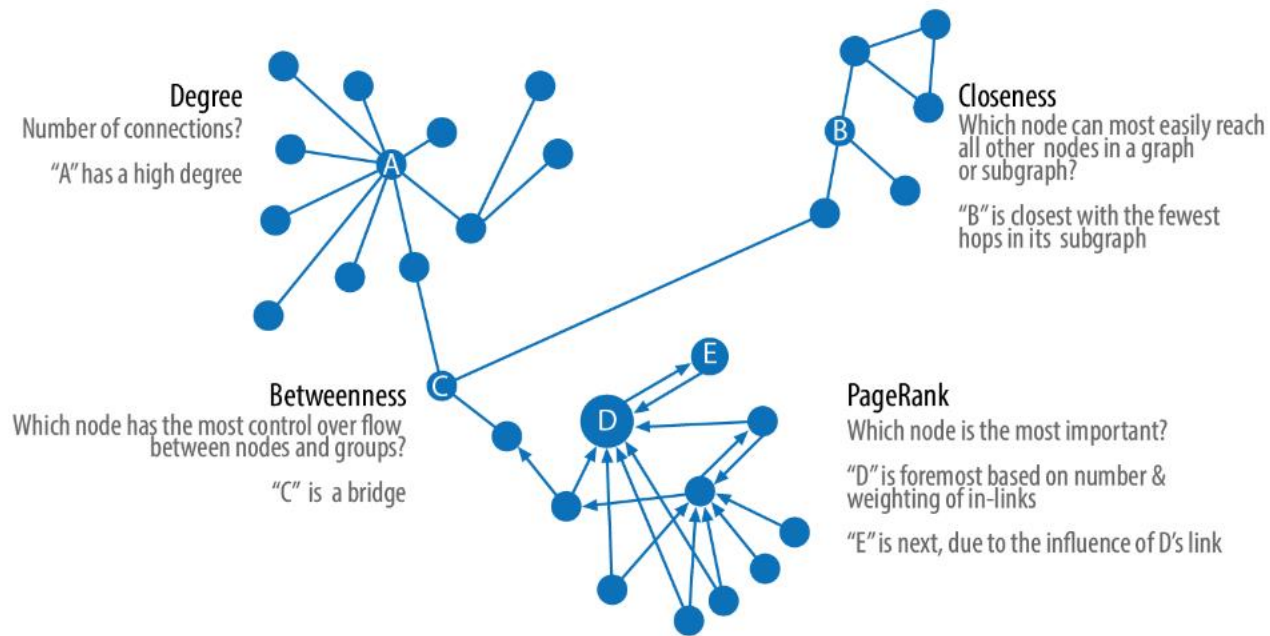 Degree
Number of connections?
"A" has a high degree
A
B
Closeness
Which node can most easily reach
all other nodes in a graph
or subgraph?
"B" is closest with the fewest
hops in its subgraph
Betweenness
Which node has the most control over flow
between nodes and groups?
"C" is a bridge
C
D
E
PageRank
Which node is the most important?
"D" is foremost based on number &
weighting of in-links
"E" is next, due to the influence of D's link